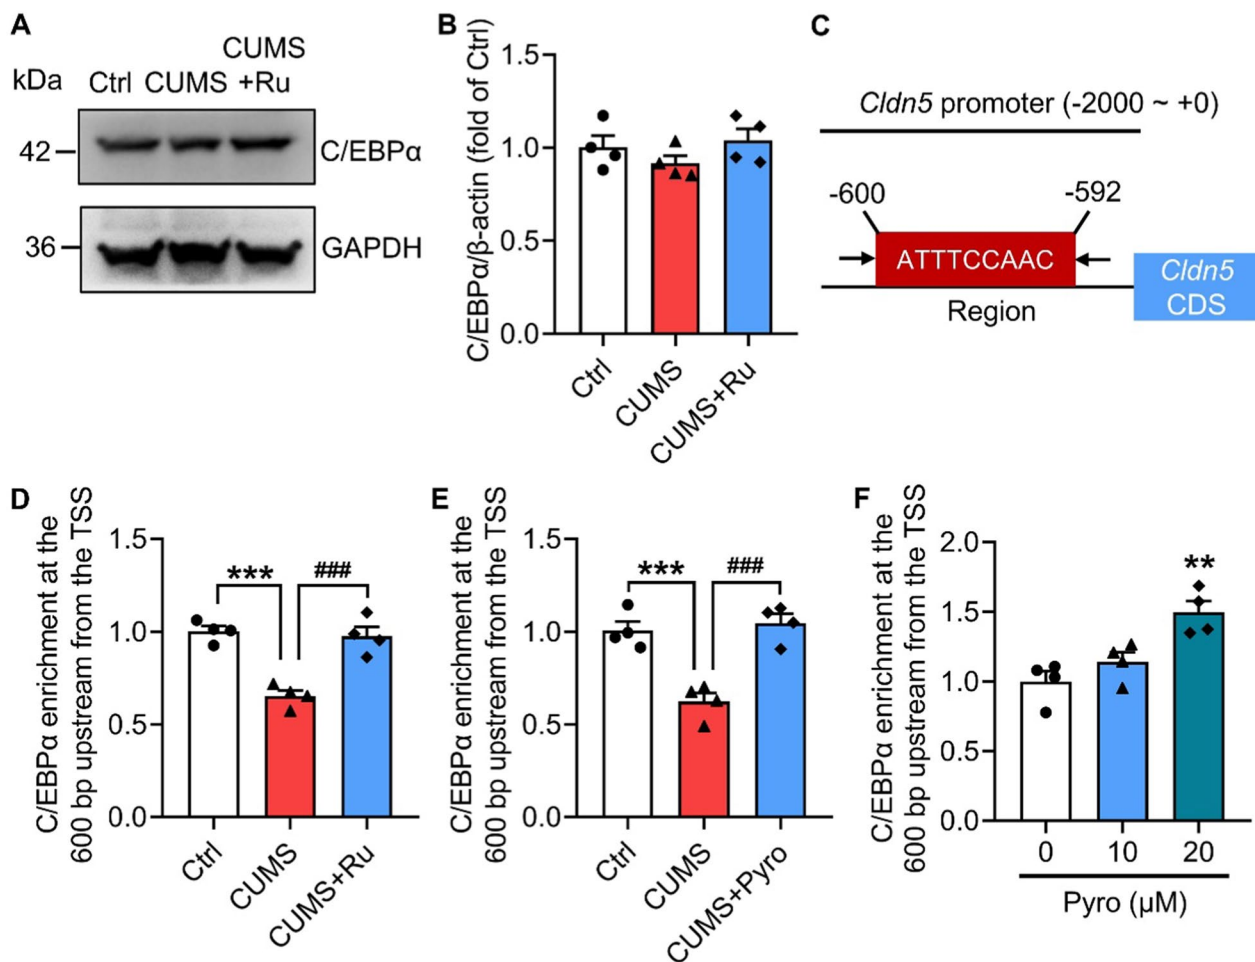 A
kDa
Ctrl CUMS CUMS
+Ru
42
C/EBPα
36
GAPDH
B
C/EBPα/β-actin (fold of Ctrl)
1.5
1.0
0.5
0.0
Ctrl
CUMS
CUMS+Ru
C
Cldn5 promoter (-2000 ~ +0)
-600
-592
ATTTCCAAC
Region
Cldn5
CDS
D
C/EBPα enrichment at the
600 bp upstream from the TSS
1.5
1.0
0.5
0.0
***
###
Ctrl
CUMS
CUMS+Ru
E
C/EBPα enrichment at the
600 bp upstream from the TSS
1.5
1.0
0.5
0.0
***
###
Ctrl
CUMS
CUMS+Pyro
F
C/EBPα enrichment at the
600 bp upstream from the TSS
2.0
1.5
1.0
0.5
0.0
**
0
10
20
Pyro (μM)